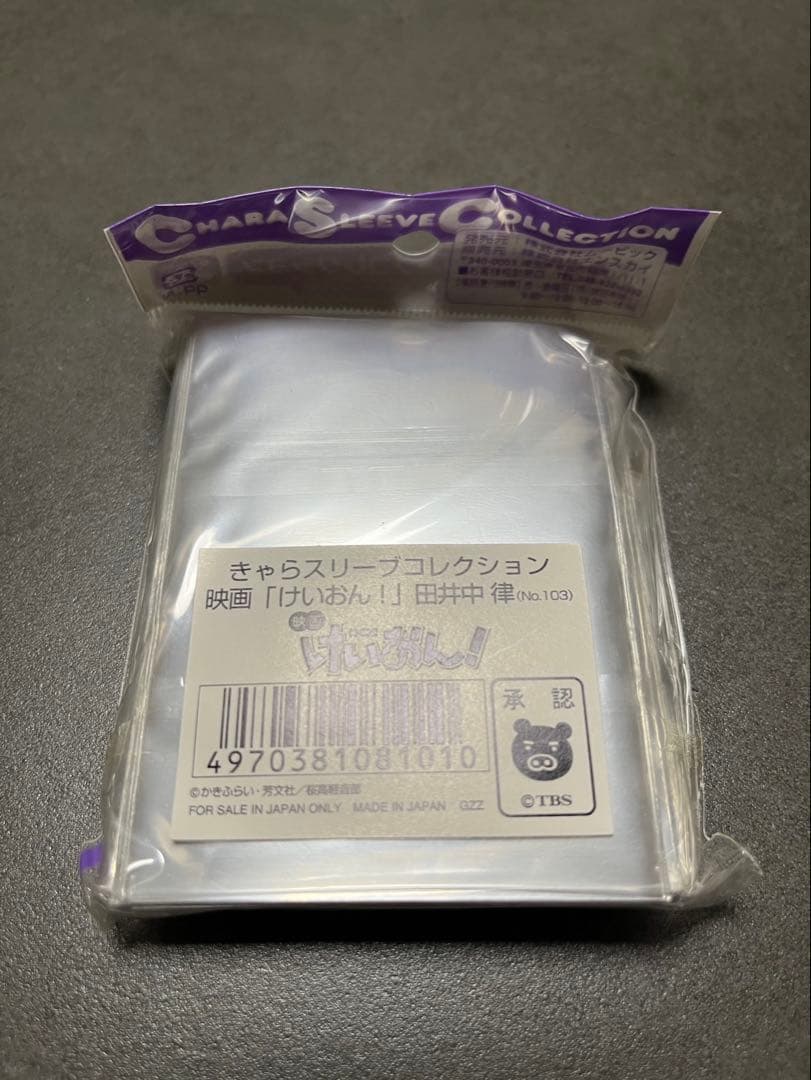 CHARA SLEEVE COLLECTION
PP
きゃらスリーブコレクション
映画「けいおん!」田井中 律(No.103)
映画
けいおん!
4970381081010
承 認
©TBS
©かきふらい・芳文社/桜高軽音部
FOR SALE IN JAPAN ONLY MADE IN JAPAN GZZ